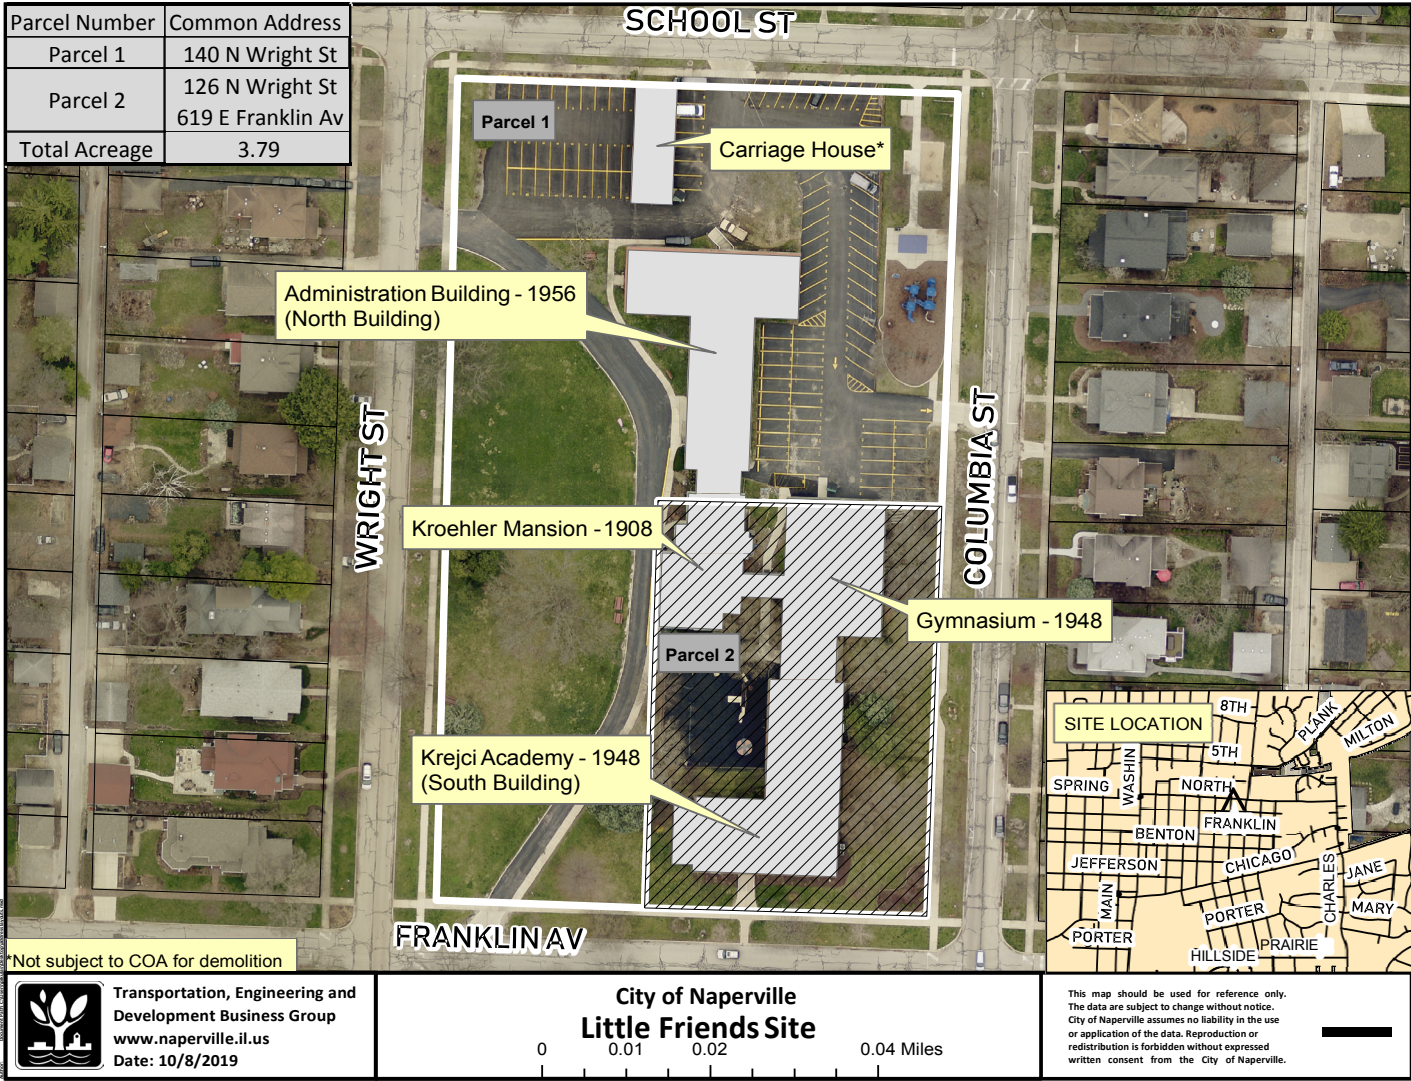 Parcel Number Common Address
Parcel 1 140 N Wright St
Parcel 2 126 N Wright St
619 E Franklin Av
Total Acreage 3.79
SCHOOL ST
Parcel 1
Carriage House*
Administration Building - 1956
(North Building)
WRIGHT ST
COLUMBIA ST
Kroehler Mansion - 1908
Gymnasium - 1948
Parcel 2
Krejci Academy - 1948
(South Building)
FRANKLIN AV
*Not subject to COA for demolition
SITE LOCATION
8TH
PLANK
MILTON
5TH
WASHIN
SPRING
NORTH
FRANKLIN
BENTON
JEFFERSON
CHICAGO
CHARLES
JANE
MAIN
PORTER
MARY
PORTER
PRAIRIE
HILLSIDE
Transportation, Engineering and
Development Business Group
www.naperville.il.us
Date: 10/8/2019
City of Naperville
Little Friends Site
0 0.01 0.02 0.04 Miles
This map should be used for reference only.
The data are subject to change without notice.
City of Naperville assumes no liability in the use
or application of the data. Reproduction or
redistribution is forbidden without expressed
written consent from the City of Naperville.